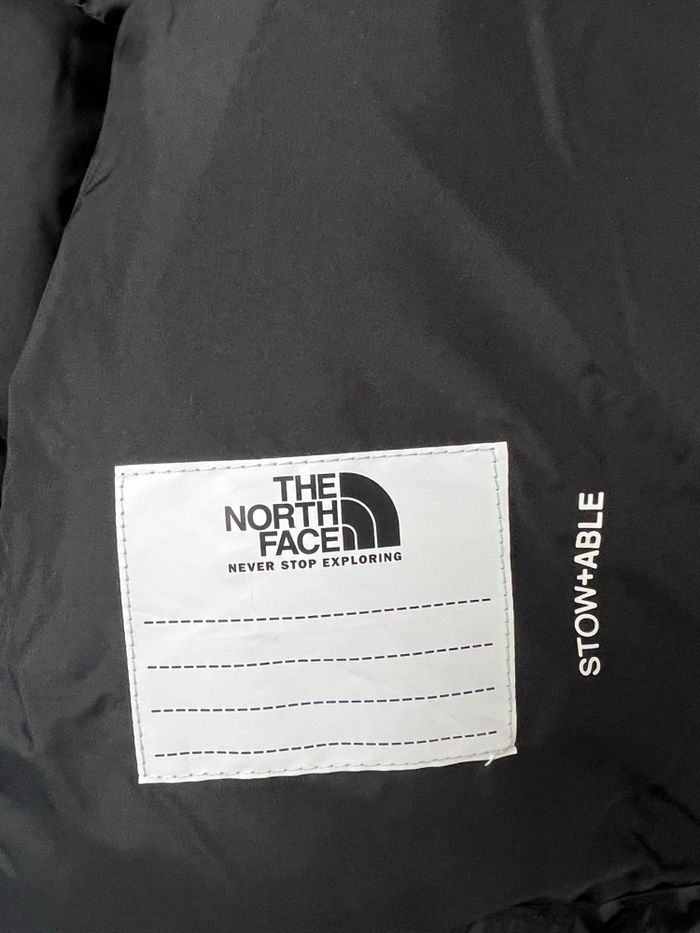 THE
NORTH
FACE
NEVER STOP EXPLORING
STOW+ABLE